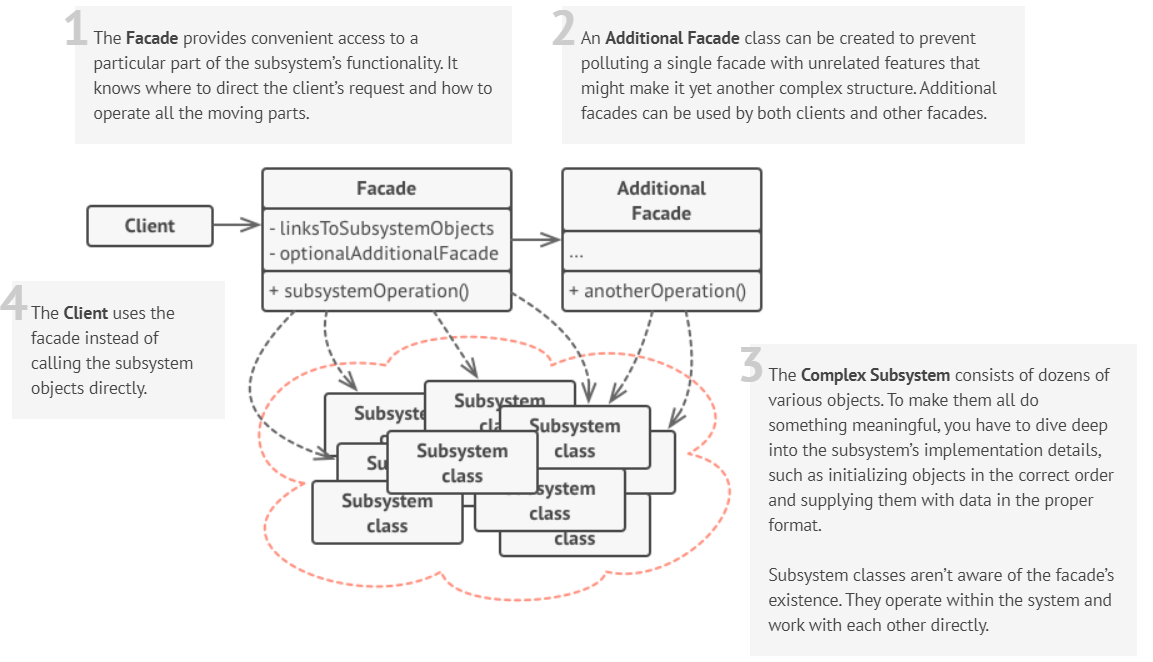 1
The Facade provides convenient access to a
particular part of the subsystem’s functionality. It
knows where to direct the client’s request and how to
operate all the moving parts.
2
An Additional Facade class can be created to prevent
polluting a single facade with unrelated features that
might make it yet another complex structure. Additional
facades can be used by both clients and other facades.
Client
Facade
- linksToSubsystemObjects
- optionalAdditionalFacade
+ subsystemOperation()
Additional
Facade
...
+ anotherOperation()
4
The Client uses the
facade instead of
calling the subsystem
objects directly.
3
The Complex Subsystem consists of dozens of
various objects. To make them all do
something meaningful, you have to dive deep
into the subsystem’s implementation details,
such as initializing objects in the correct order
and supplying them with data in the proper
format.
Subsystem classes aren’t aware of the facade’s
existence. They operate within the system and
work with each other directly.
Subsystem
Subsystem
class
Subsystem
class
Subsystem
class
class
class